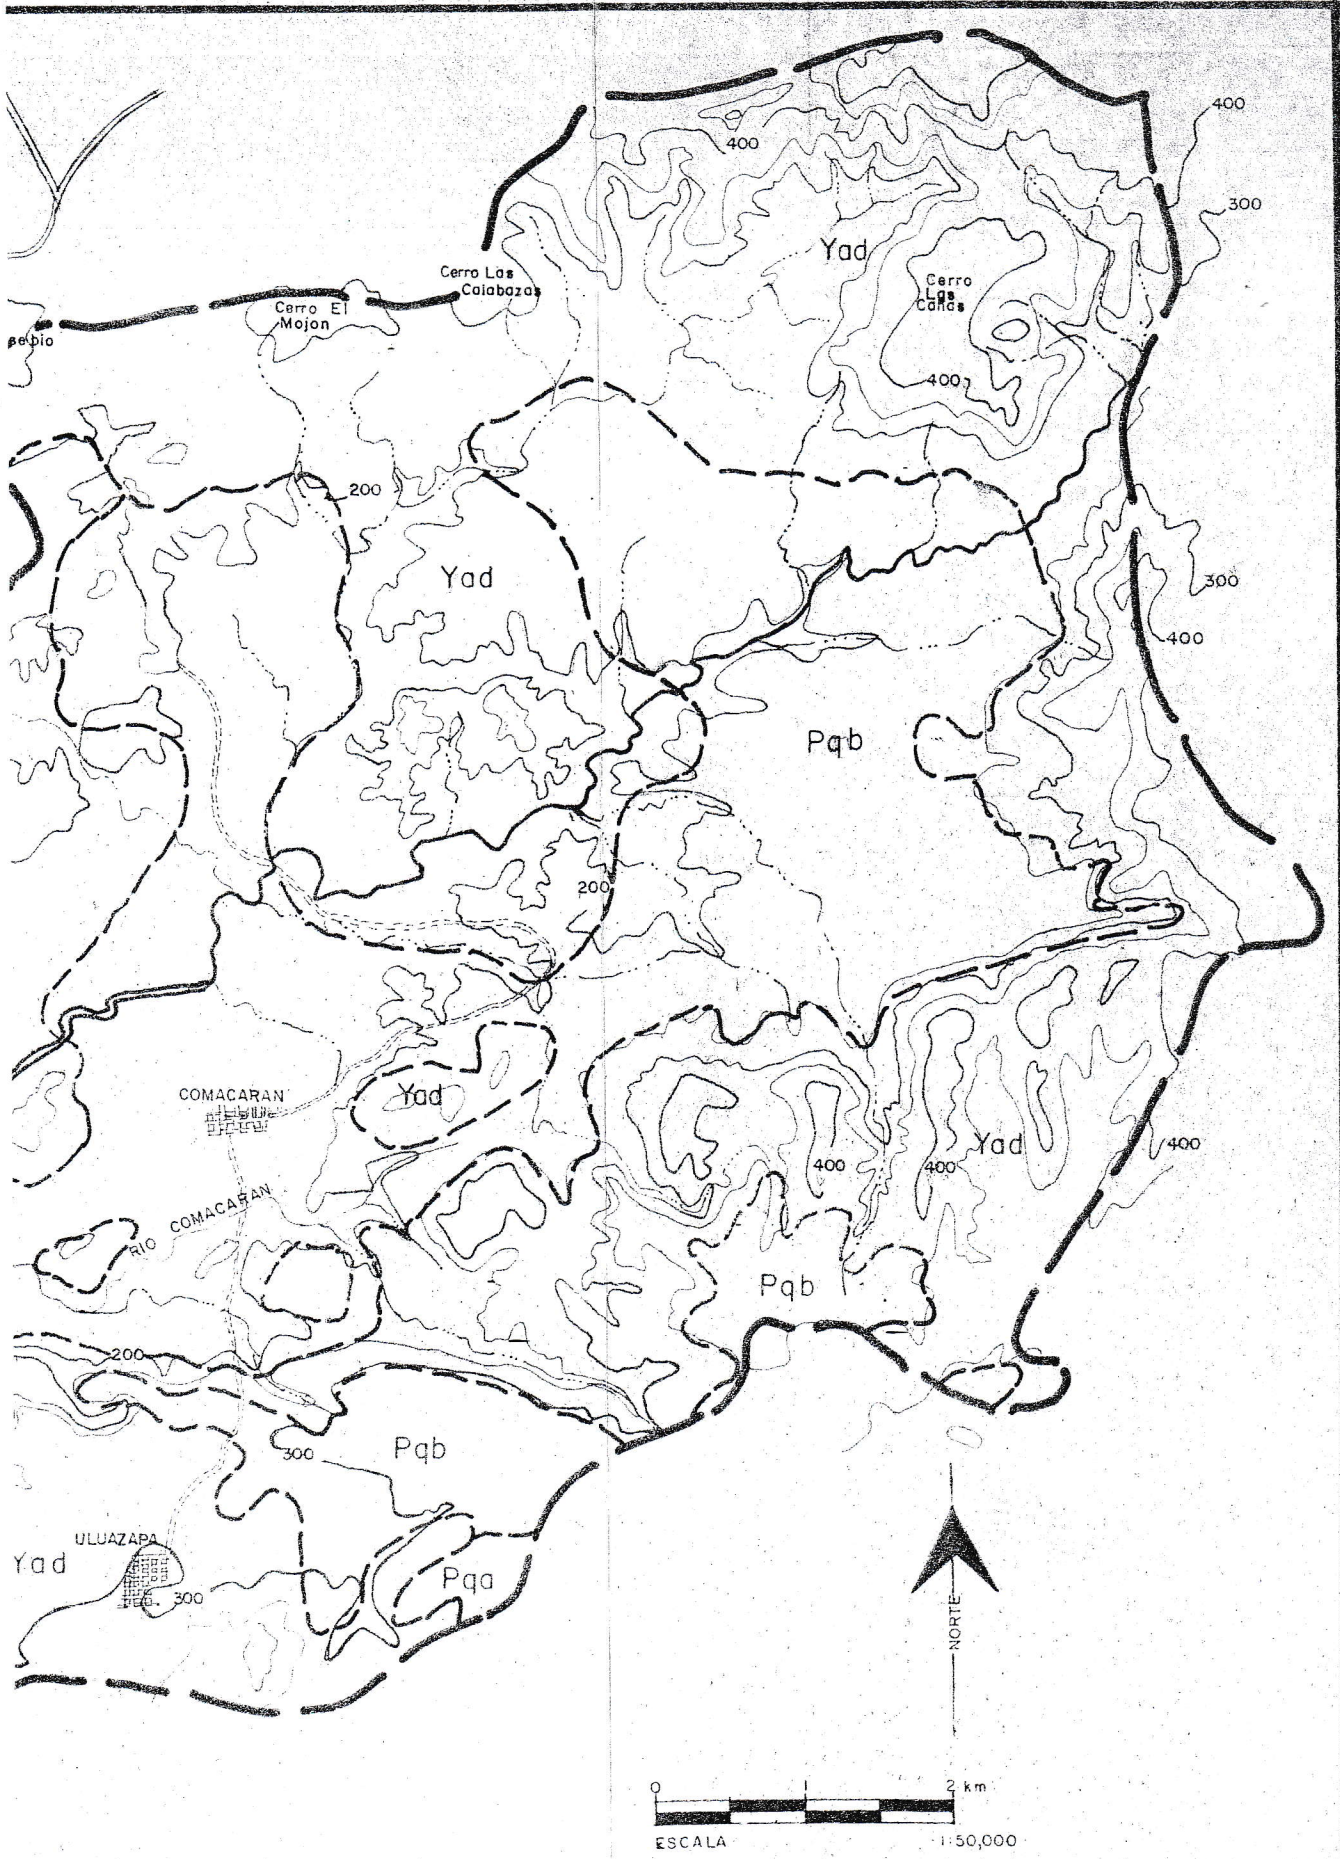 400
400
300
Yad
Cerro Las
Calabazas
Cerro
Las
Cañas
Cerro El
Mojon
400
200
Yad
300
400
Pqb
200
COMACARAN
Yad
400
400
Yad
400
RIO COMACARAN
Pqb
200
Pqb
300
ULUAZAPA
Yad
300
Pqa
NORTE
0 1 2 km
ESCALA 1:50,000